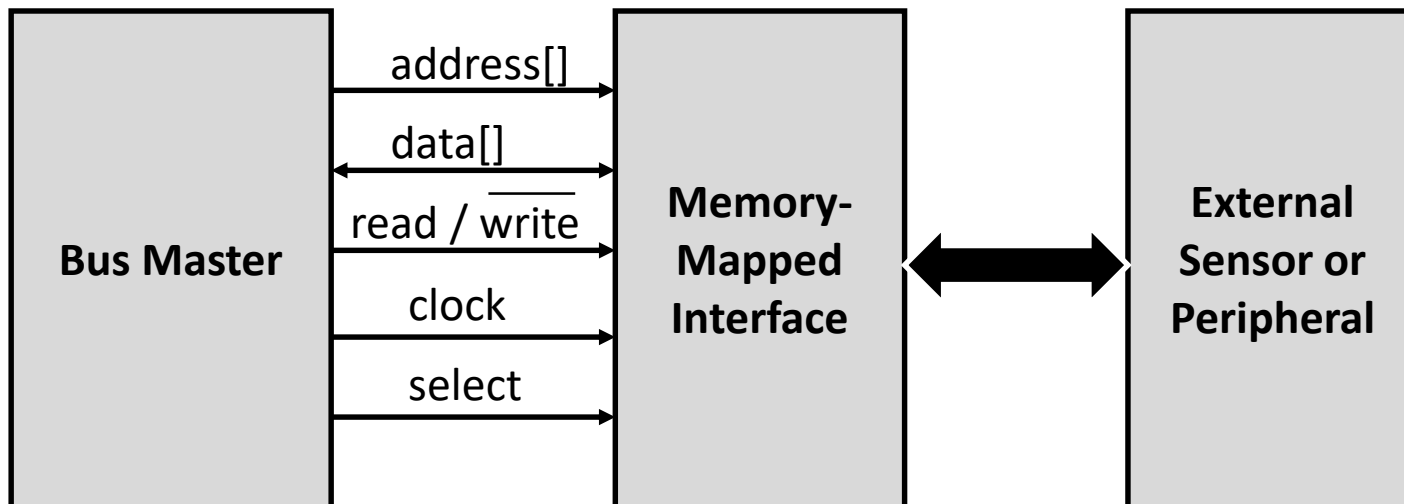 address[]
data[]
read / write
clock
select
Bus Master
Memory-
Mapped
Interface
External
Sensor or
Peripheral